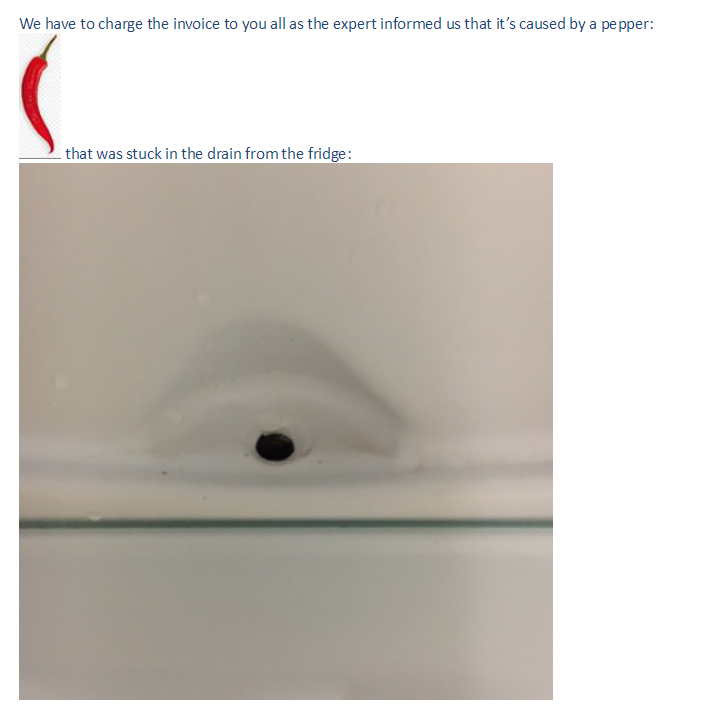 We have to charge the invoice to you all as the expert informed us that it's caused by a pepper:
that was stuck in the drain from the fridge: